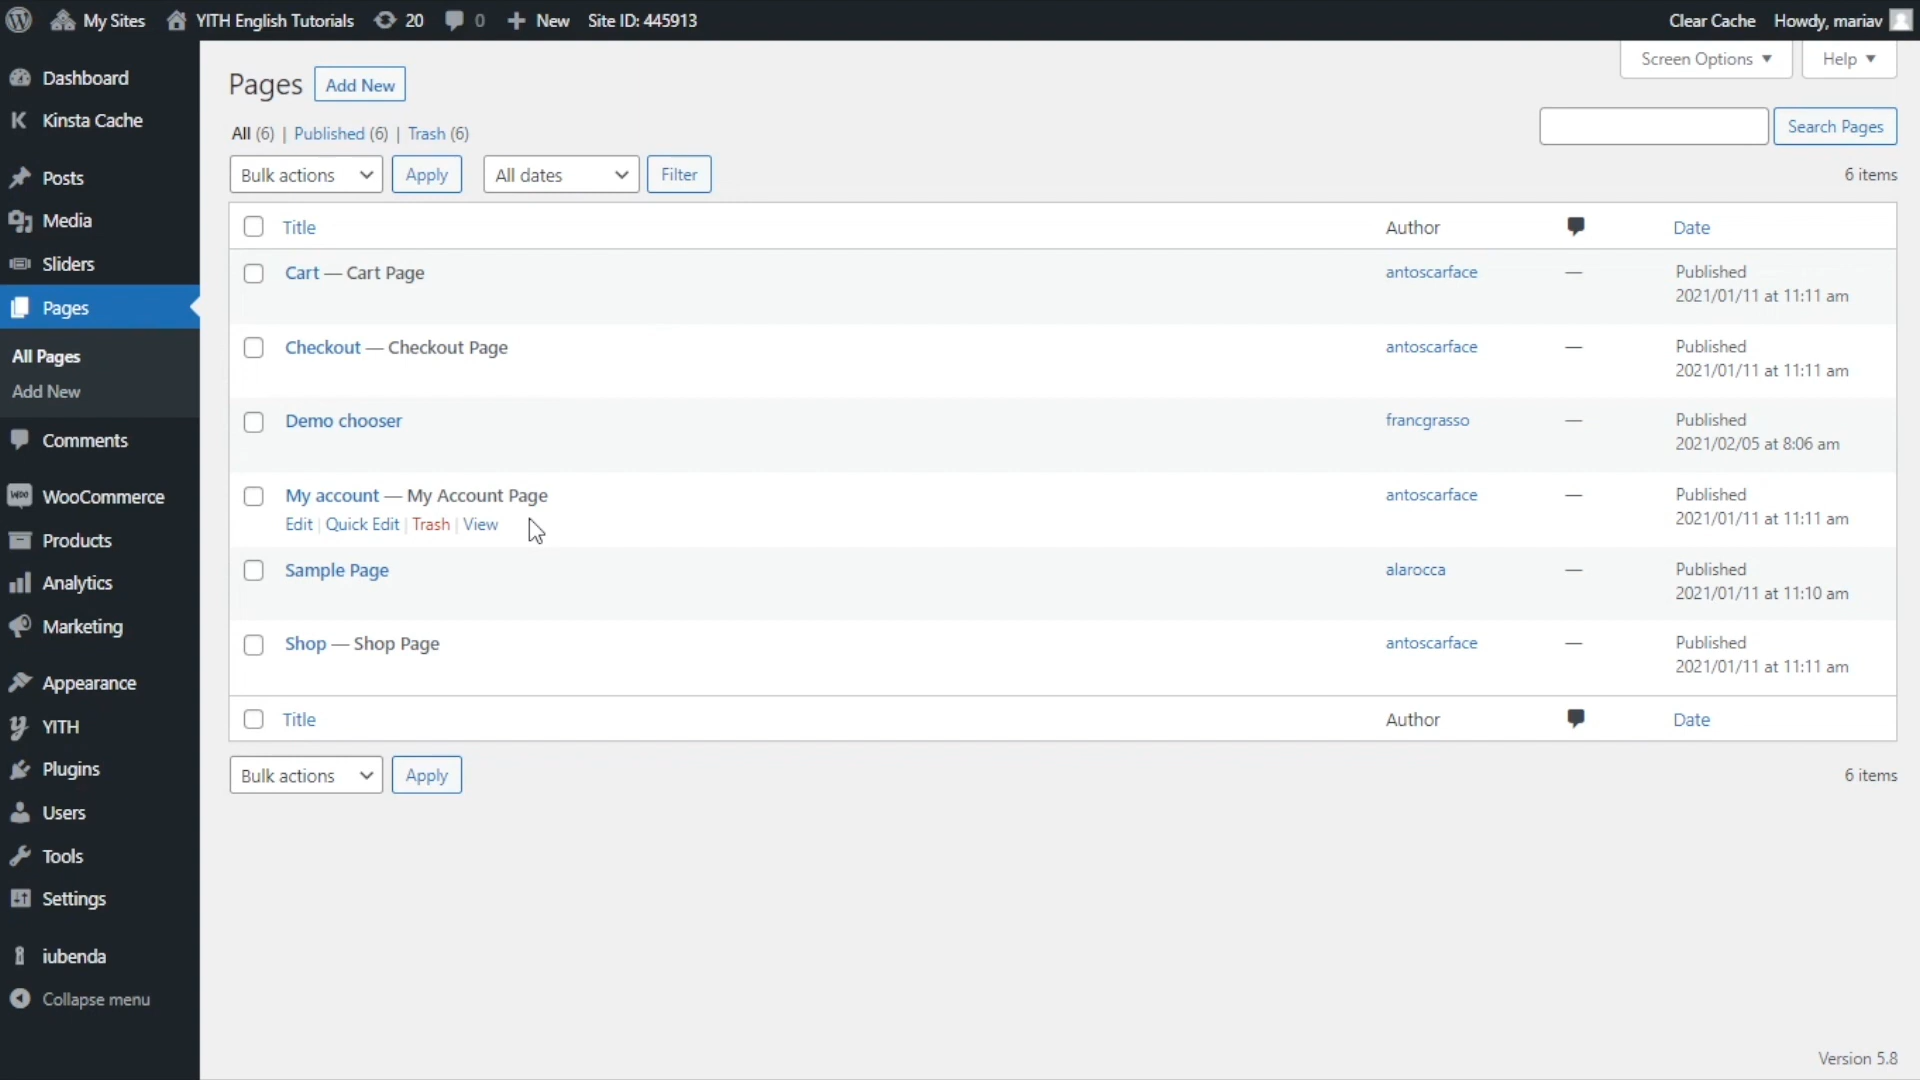 My Sites YITH English Tutorials 20 0 New Site ID: 445913 Clear Cache Howdy, mariav
Screen Options Help
Dashboard
Kinsta Cache
Posts
Media
Sliders
Pages
All Pages
Add New
Comments
WooCommerce
Products
Analytics
Marketing
Appearance
YITH
Plugins
Users
Tools
Settings
iubenda
Collapse menu
Pages Add New
All (6) | Published (6) | Trash (6)
Search Pages
Bulk actions Apply All dates Filter 6 items
Title Author Date
Cart — Cart Page antoscarface — Published
2021/01/11 at 11:11 am
Checkout — Checkout Page antoscarface — Published
2021/01/11 at 11:11 am
Demo chooser francgrasso — Published
2021/02/05 at 8:06 am
My account — My Account Page antoscarface — Published
Edit | Quick Edit | Trash | View 2021/01/11 at 11:11 am
Sample Page alarocca — Published
2021/01/11 at 11:10 am
Shop — Shop Page antoscarface — Published
2021/01/11 at 11:11 am
Title Author Date
Bulk actions Apply 6 items
Version 5.8